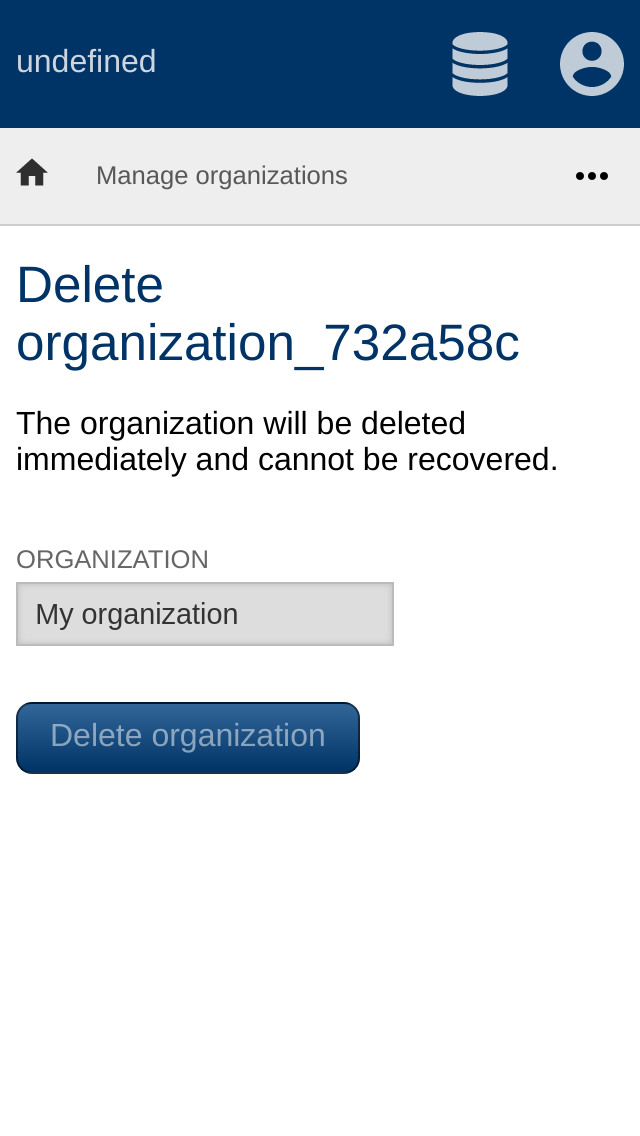 undefined
Manage organizations
Delete
organization_732a58c
The organization will be deleted
immediately and cannot be recovered.
ORGANIZATION
My organization
Delete organization